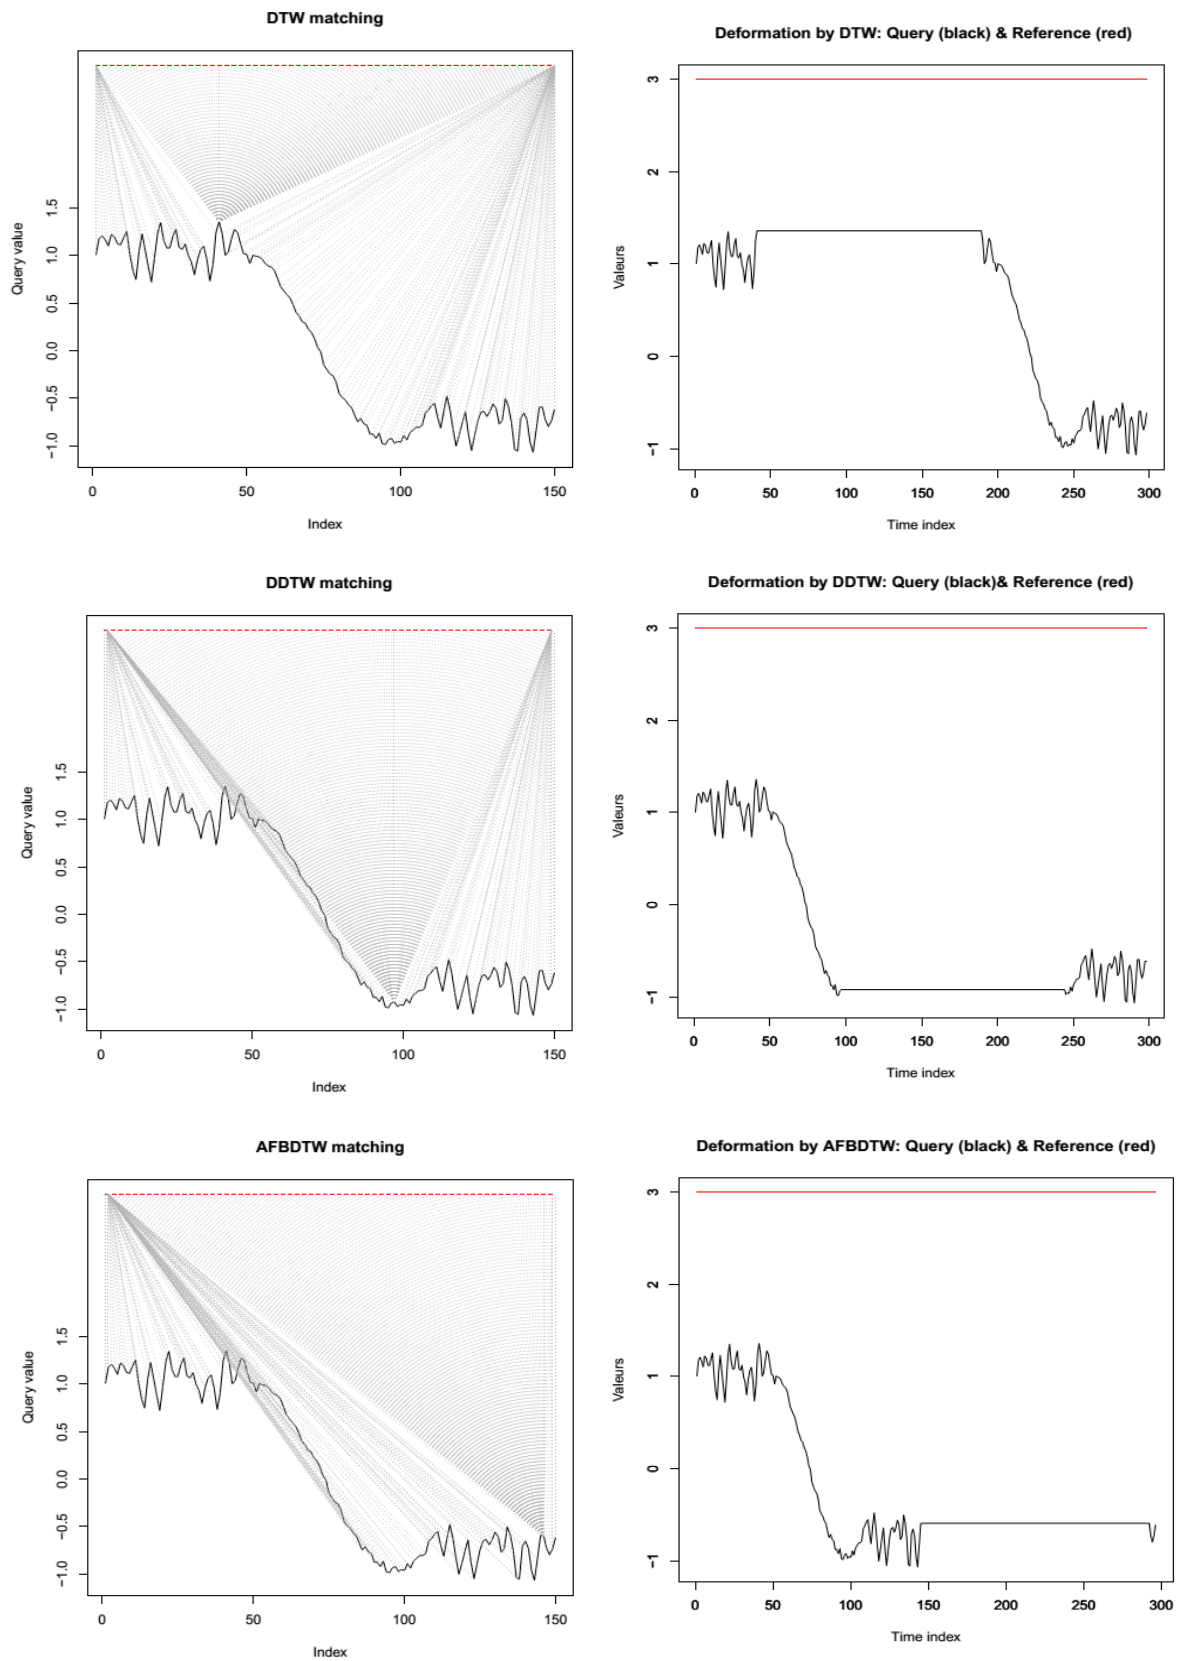 DTW matching
Query value
1.5
1.0
0.5
0.0
−0.5
−1.0
0 50 100 150
Index
Deformation by DTW: Query (black) & Reference (red)
Valeurs
3
2
1
0
−1
0 50 100 150 200 250 300
Time index
DDTW matching
Query value
1.5
1.0
0.5
0.0
−0.5
−1.0
0 50 100 150
Index
Deformation by DDTW: Query (black)& Reference (red)
Valeurs
3
2
1
0
−1
0 50 100 150 200 250 300
Time index
AFBDTW matching
Query value
1.5
1.0
0.5
0.0
−0.5
−1.0
0 50 100 150
Index
Deformation by AFBDTW: Query (black) & Reference (red)
Valeurs
3
2
1
0
−1
0 50 100 150 200 250 300
Time index